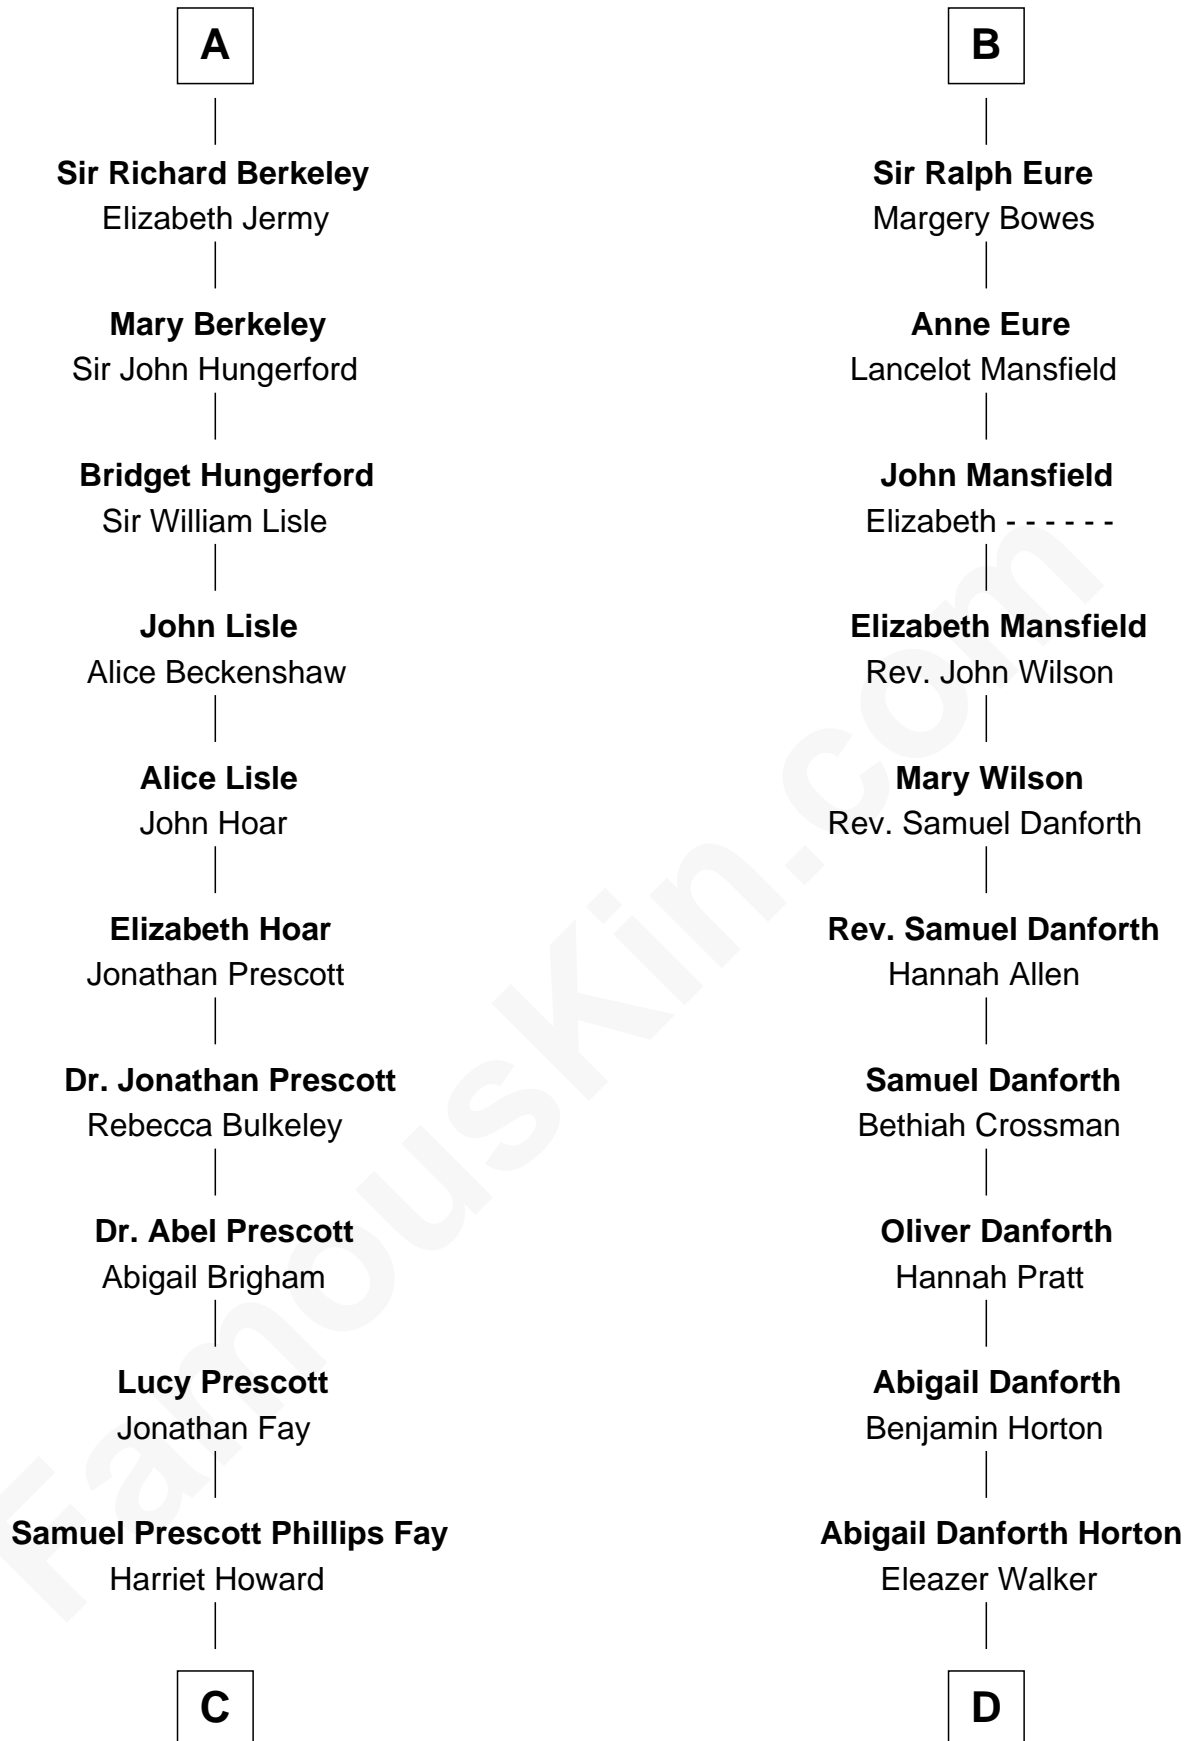 A
Sir Richard Berkeley
Elizabeth Jermy
Mary Berkeley
Sir John Hungerford
Bridget Hungerford
Sir William Lisle
John Lisle
Alice Beckenshaw
Alice Lisle
John Hoar
Elizabeth Hoar
Jonathan Prescott
Dr. Jonathan Prescott
Rebecca Bulkeley
Dr. Abel Prescott
Abigail Brigham
Lucy Prescott
Jonathan Fay
Samuel Prescott Phillips Fay
Harriet Howard
C
B
Sir Ralph Eure
Margery Bowes
Anne Eure
Lancelot Mansfield
John Mansfield
Elizabeth - - - - - -
Elizabeth Mansfield
Rev. John Wilson
Mary Wilson
Rev. Samuel Danforth
Rev. Samuel Danforth
Hannah Allen
Samuel Danforth
Bethiah Crossman
Oliver Danforth
Hannah Pratt
Abigail Danforth
Benjamin Horton
Abigail Danforth Horton
Eleazer Walker
D
FamousKin.com